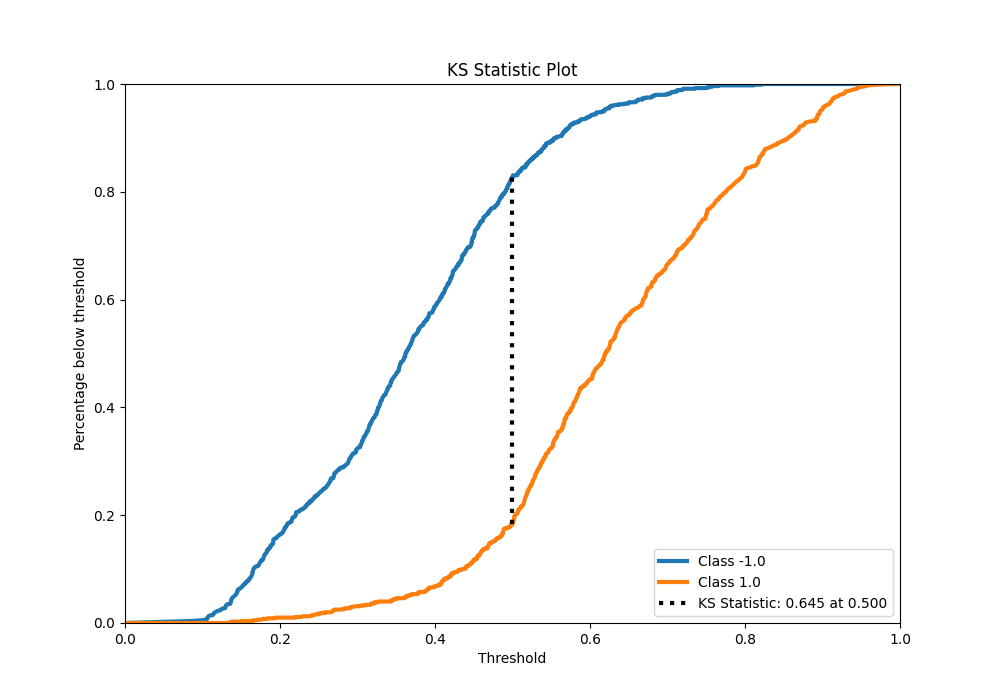 KS Statistic Plot
1.0
0.8
0.6
0.4
0.2
0.0
Percentage below threshold
0.0 0.2 0.4 0.6 0.8 1.0
Threshold
Class -1.0
Class 1.0
KS Statistic: 0.645 at 0.500